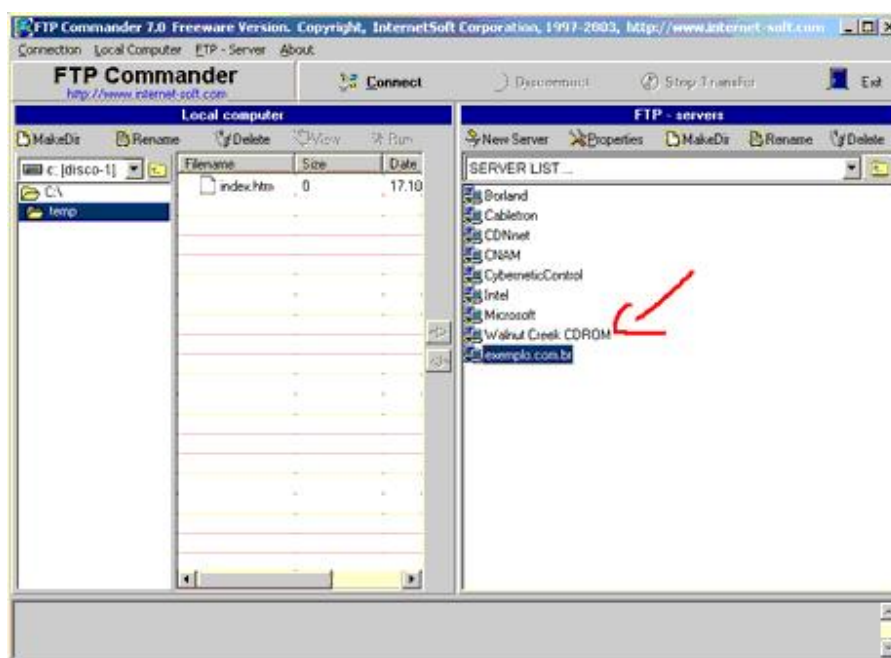 FTP Commander 7.0 Freeware Version. Copyright, InternetSoft Corporation, 1997-2003, http://www.internet-soft.com
Connection Local Computer FTP - Server About
FTP Commander
http://www.internet-soft.com
Connect Disconnect Stop Transfer Exit
Local computer
MakeDir Rename Delete View Run
c: [disco-1]
C:\
temp
Filename Size Date
index.htm 0 17.10
FTP - servers
New Server Properties MakeDir Rename Delete
SERVER LIST ...
Borland
Cabletron
CDNnet
CNAM
CyberneticControl
Intel
Microsoft
Walnut Creek CDROM
exemplo.com.br